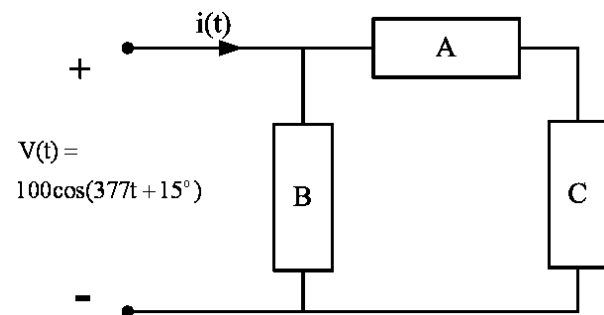 i(t)
A
+
V(t) =
100cos(377t + 15°)
B
C
-